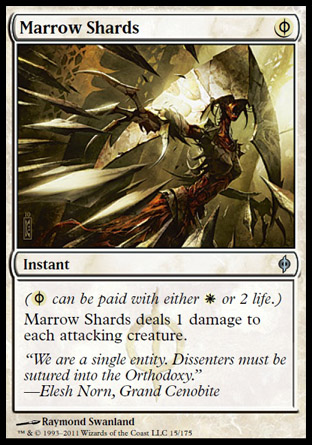 Marrow Shards
Instant
( can be paid with either or 2 life.)
Marrow Shards deals 1 damage to
each attacking creature.
"We are a single entity. Dissenters must be
sutured into the Orthodoxy."
—Elesh Norn, Grand Cenobite
Raymond Swanland
™ & © 1993–2011 Wizards of the Coast LLC 15/175